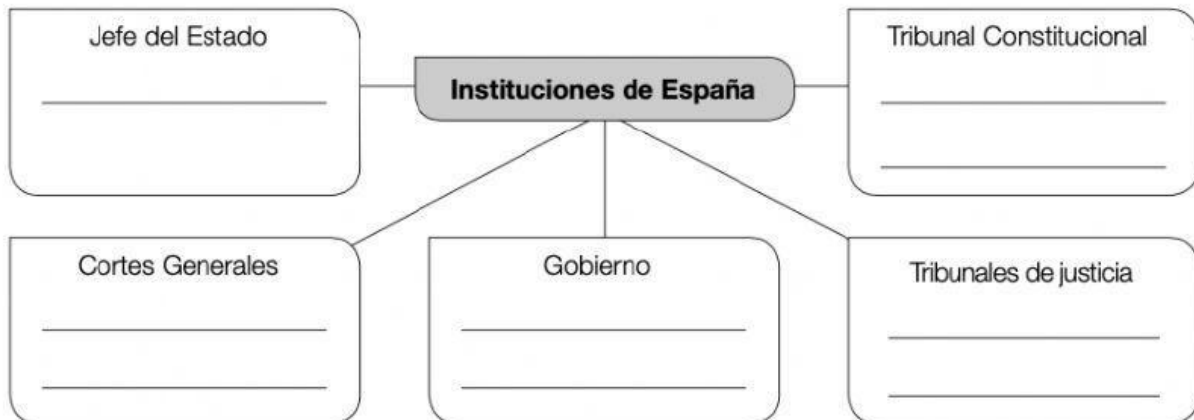 Jefe del Estado
Instituciones de España
Tribunal Constitucional
Cortes Generales
Gobierno
Tribunales de justicia